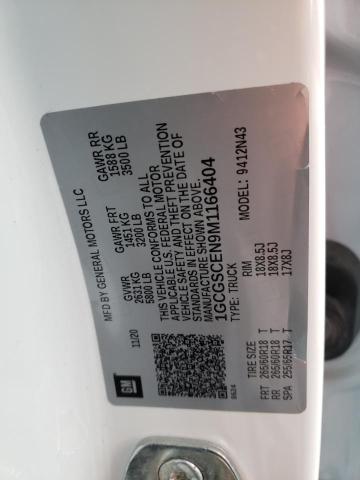 MFD BY GENERAL MOTORS LLC
11/20
GVWR
2631 KG
5800 LB
GAWR FRT
1451 KG
3200 LB
GAWR RR
1588 KG
3500 LB
THIS VEHICLE CONFORMS TO ALL
APPLICABLE U.S. FEDERAL MOTOR
VEHICLE SAFETY AND THEFT PREVENTION
STANDARDS IN EFFECT ON THE DATE OF
MANUFACTURE SHOWN ABOVE.
1GCGSCEN9M1166404
TYPE: TRUCK
MODEL: 9412N43
GM
TIRE SIZE
RIM
FRT 265/60R18 T 18X8.5J
RR 265/60R18 T 18X8.5J
SPA 255/65R17 T 17X8J